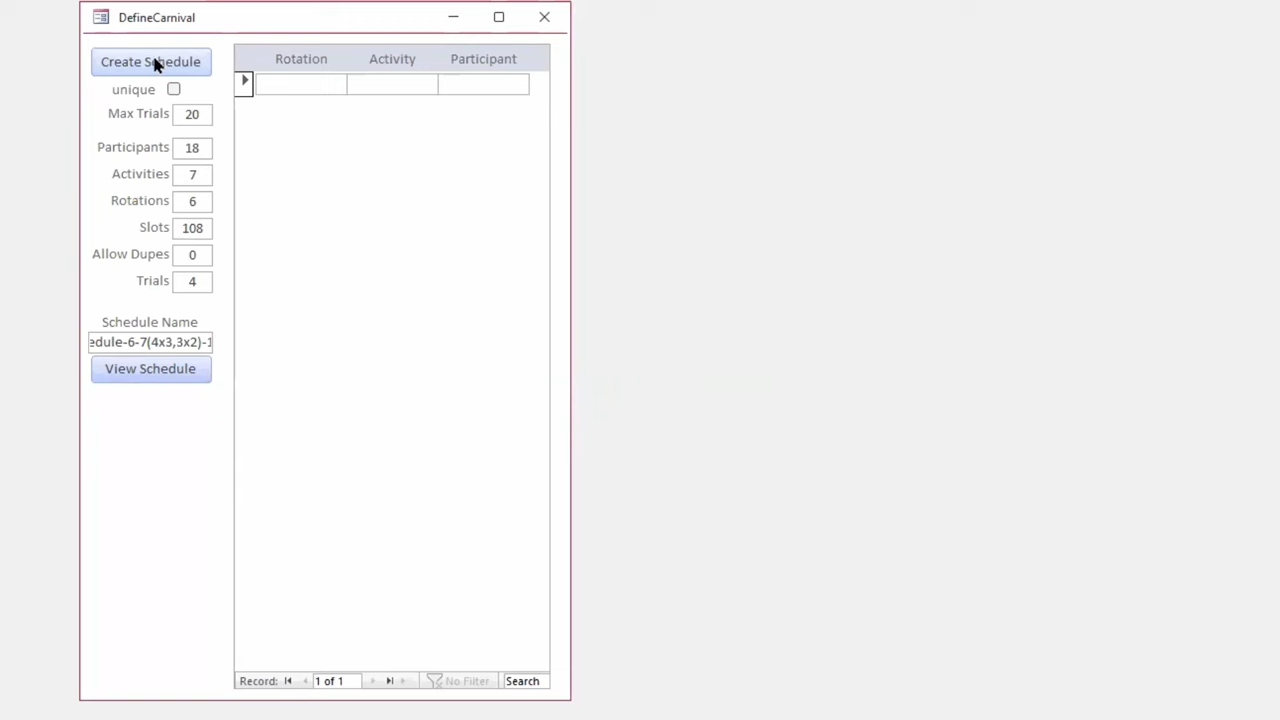 DefineCarnival
Create Schedule
unique
Max Trials 20
Participants 18
Activities 7
Rotations 6
Slots 108
Allow Dupes 0
Trials 4
Schedule Name
edule-6-7(4x3,3x2)-1
View Schedule
Rotation Activity Participant
Record: 1 of 1 No Filter Search